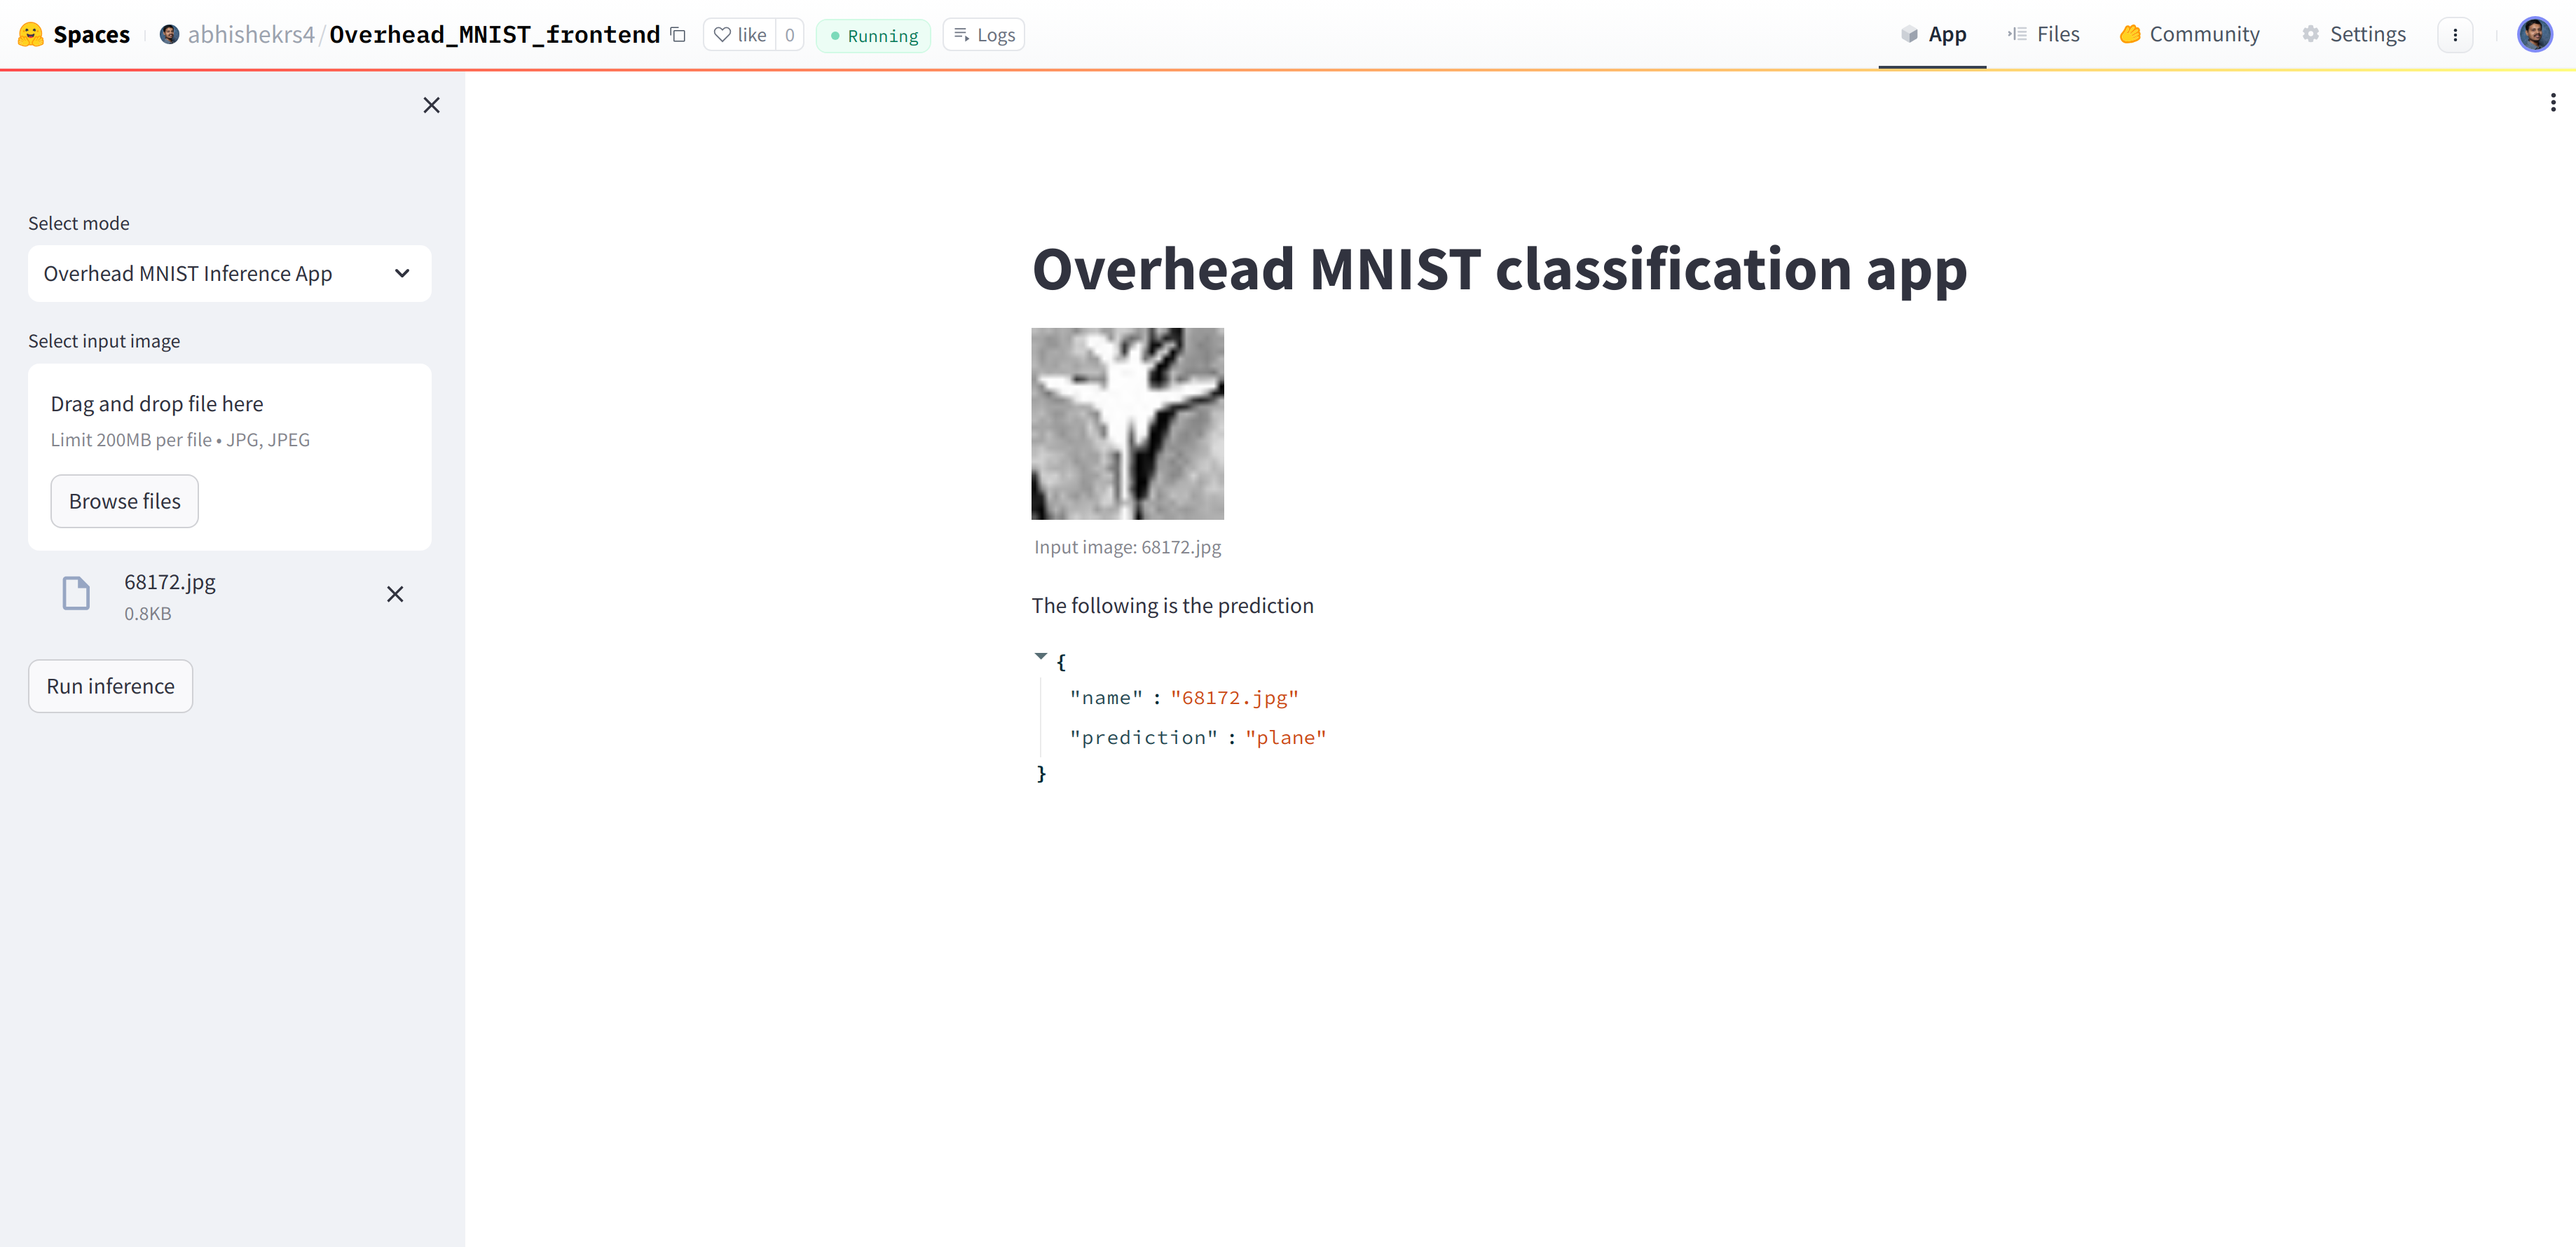 Spaces abhishekrs4/Overhead_MNIST_frontend like 0 Running Logs App Files Community Settings
Select mode
Overhead MNIST Inference App
Select input image
Drag and drop file here
Limit 200MB per file • JPG, JPEG
Browse files
68172.jpg
0.8KB
Run inference
Overhead MNIST classification app
Input image: 68172.jpg
The following is the prediction
{
"name" : "68172.jpg"
"prediction" : "plane"
}